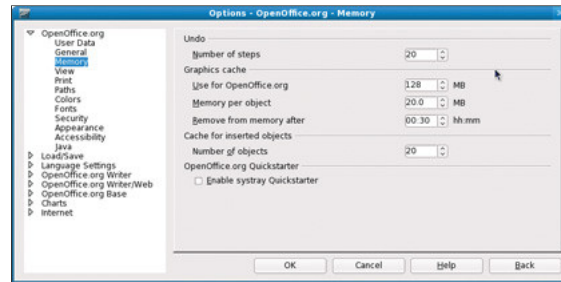 Options - OpenOffice.org - Memory
OpenOffice.org
User Data
General
Memory
View
Print
Paths
Colors
Fonts
Security
Appearance
Accessibility
Java
Load/Save
Language Settings
OpenOffice.org Writer
OpenOffice.org Writer/Web
OpenOffice.org Base
Charts
Internet
Undo
Number of steps 20
Graphics cache
Use for OpenOffice.org 128 MB
Memory per object 20.0 MB
Remove from memory after 00:30 hh:mm
Cache for inserted objects
Number of objects 20
OpenOffice.org Quickstarter
Enable systray Quickstarter
OK Cancel Help Back